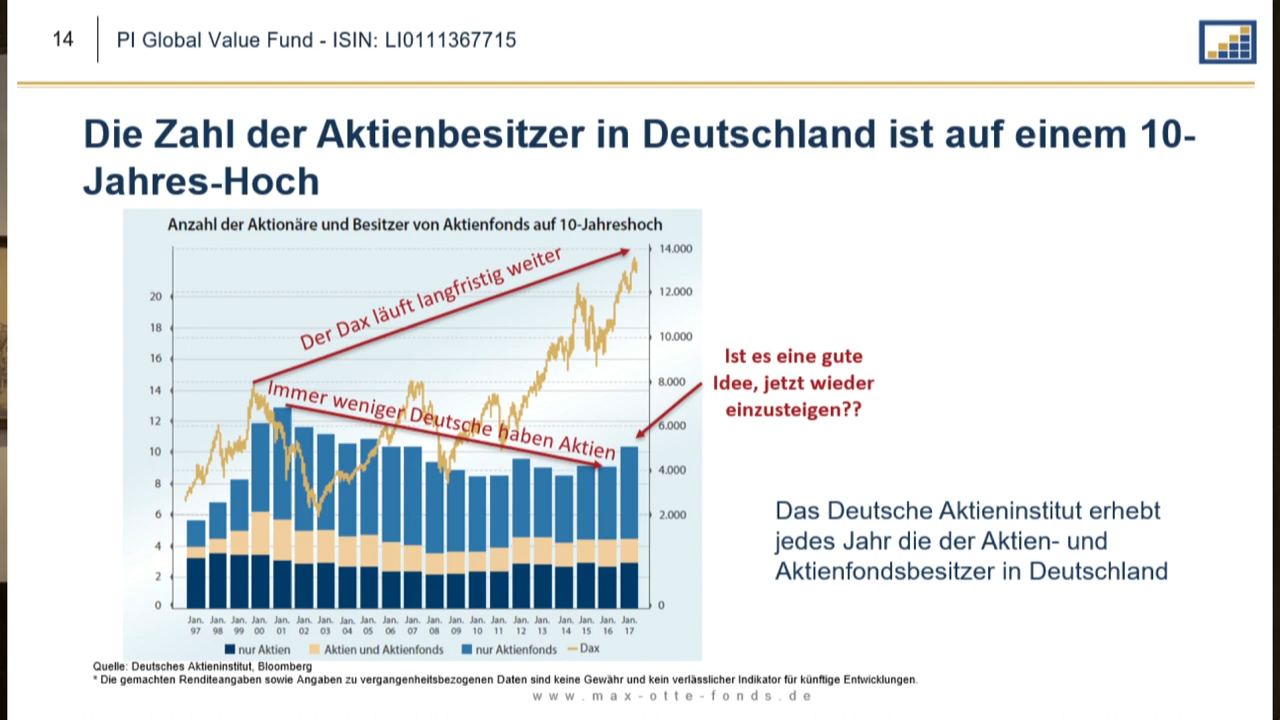 14
PI Global Value Fund - ISIN: LI0111367715
Die Zahl der Aktienbesitzer in Deutschland ist auf einem 10-
Jahres-Hoch
Anzahl der Aktionäre und Besitzer von Aktienfonds auf 10-Jahreshoch
20
18
16
14
12
10
8
6
4
2
0
14.000
12.000
10.000
8.000
6.000
4.000
2.000
0
Der Dax läuft langfristig weiter
Immer weniger Deutsche haben Aktien
Ist es eine gute
Idee, jetzt wieder
einzusteigen??
Das Deutsche Aktieninstitut erhebt
jedes Jahr die der Aktien- und
Aktienfondsbesitzer in Deutschland
Jan. Jan. Jan. Jan. Jan. Jan. Jan. Jan. Jan. Jan. Jan. Jan. Jan. Jan. Jan. Jan. Jan. Jan. Jan. Jan. Jan.
97 98 99 00 01 02 03 04 05 06 07 08 09 10 11 12 13 14 15 16 17
nur Aktien Aktien und Aktienfonds nur Aktienfonds Dax
Quelle: Deutsches Aktieninstitut, Bloomberg
* Die gemachten Renditeangaben sowie Angaben zu vergangenheitsbezogenen Daten sind keine Gewähr und kein verlässlicher Indikator für künftige Entwicklungen.
www.max-otte-fonds.de